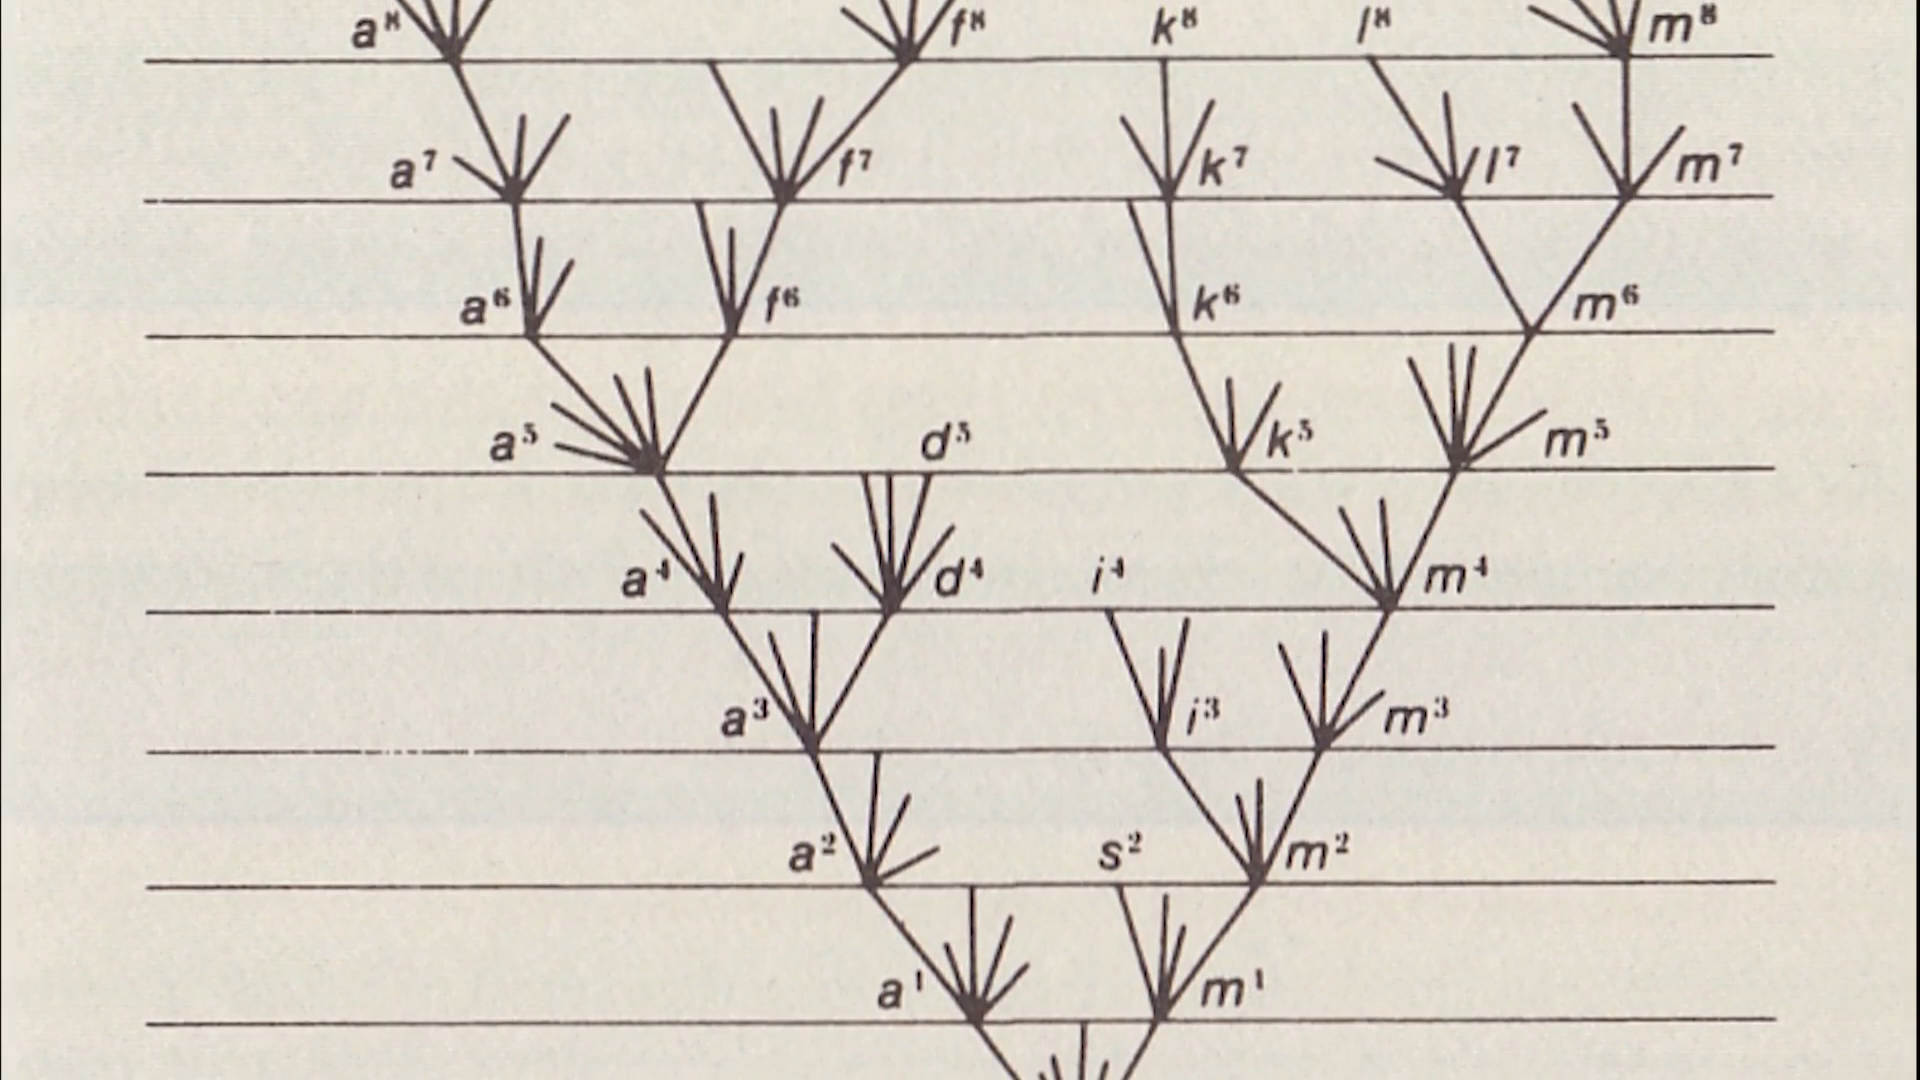 a⁸ f⁸ k⁸ l⁸ m⁸
a⁷ f⁷ k⁷ l⁷ m⁷
a⁶ f⁶ k⁶ m⁶
a⁵ d⁵ k⁵ m⁵
a⁴ d⁴ i⁴ m⁴
a³ i³ m³
a² s² m²
a¹ m¹